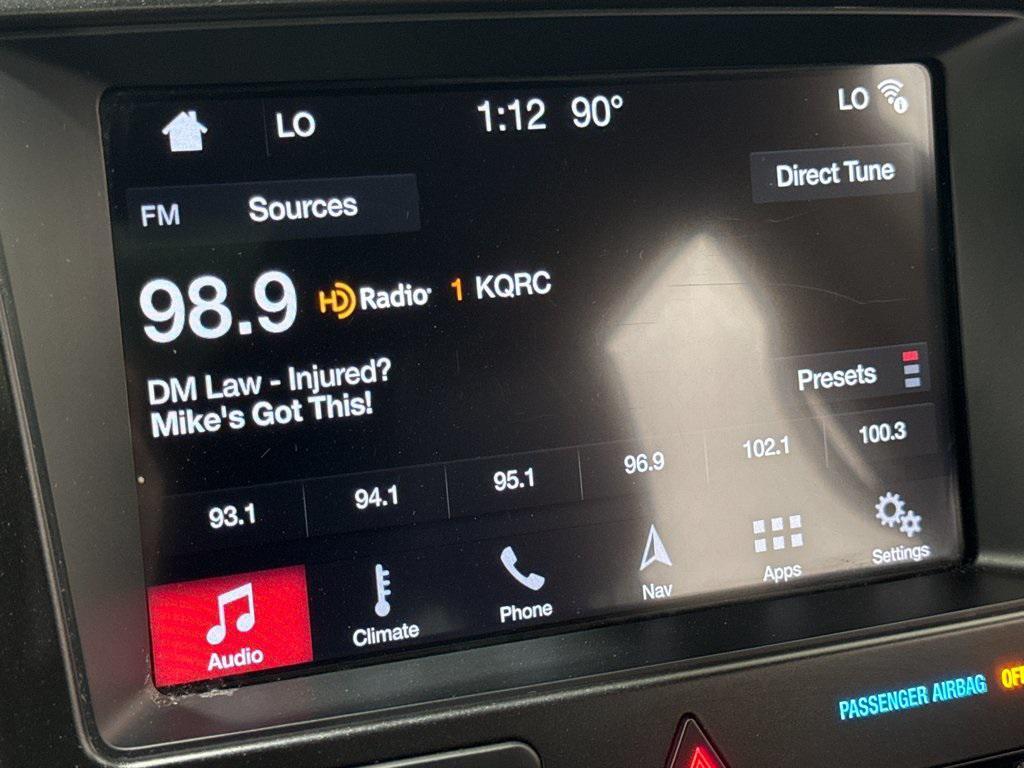 LO 1:12 90° LO
FM Sources Direct Tune
98.9 HD Radio 1 KQRC
DM Law - Injured?
Mike's Got This!
Presets
93.1 94.1 95.1 96.9 102.1 100.3
Audio Climate Phone Nav Apps Settings
PASSENGER AIRBAG